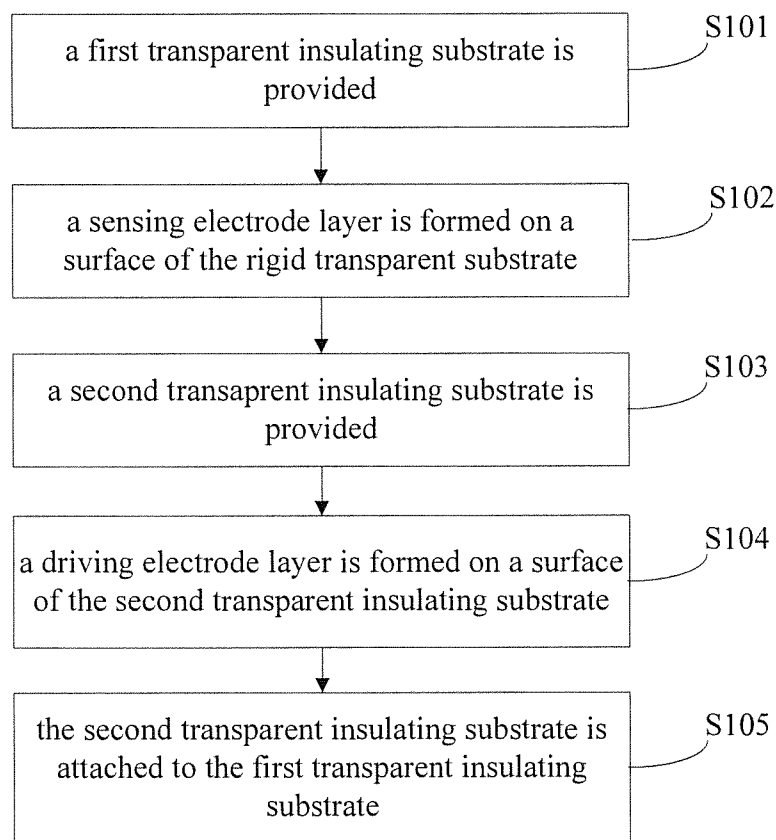 a first transparent insulating substrate is
provided
S101
a sensing electrode layer is formed on a
surface of the rigid transparent substrate
S102
a second transaprent insulating substrate is
provided
S103
a driving electrode layer is formed on a surface
of the second transparent insulating substrate
S104
the second transparent insulating substrate is
attached to the first transparent insulating
substrate
S105